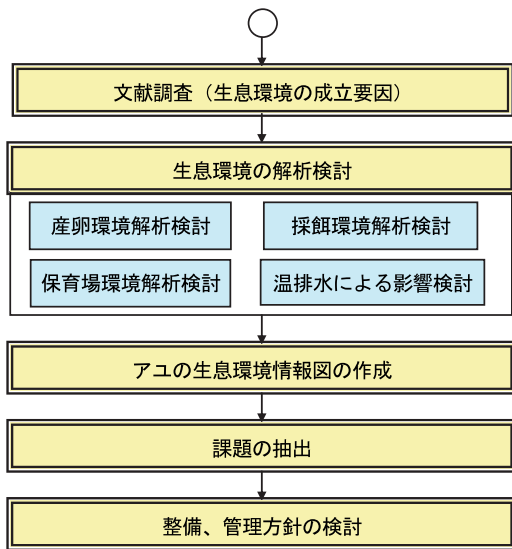 文献調査（生息環境の成立要因）
生息環境の解析検討
産卵環境解析検討
採餌環境解析検討
保育場環境解析検討
温排水による影響検討
アユの生息環境情報図の作成
課題の抽出
整備、管理方針の検討